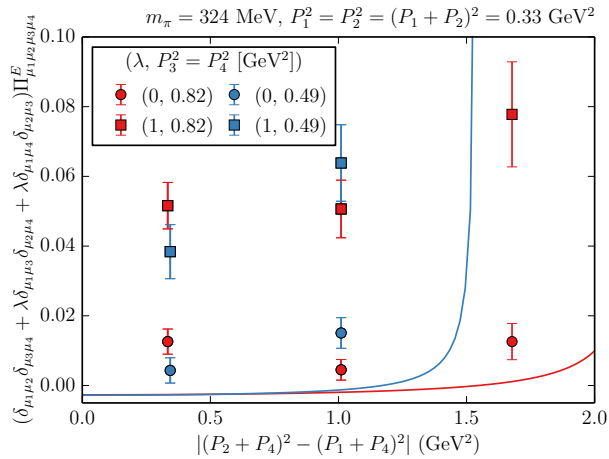 m_π = 324 MeV, P_1^2 = P_2^2 = (P_1 + P_2)^2 = 0.33 GeV^2
(δ_{μ1μ2}δ_{μ3μ4} + λδ_{μ1μ3}δ_{μ2μ4} + λδ_{μ1μ4}δ_{μ2μ3})Π^E_{μ1μ2μ3μ4}
0.10
0.08
0.06
0.04
0.02
0.00
(λ, P_3^2 = P_4^2 [GeV^2])
(0, 0.82) (0, 0.49)
(1, 0.82) (1, 0.49)
0.0 0.5 1.0 1.5 2.0
|(P_2 + P_4)^2 − (P_1 + P_4)^2| (GeV^2)